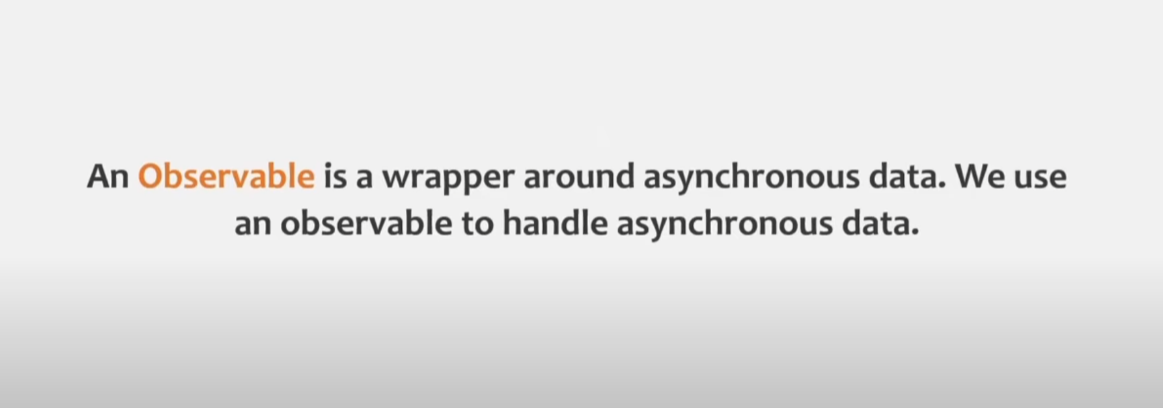 An Observable is a wrapper around asynchronous data. We use
an observable to handle asynchronous data.